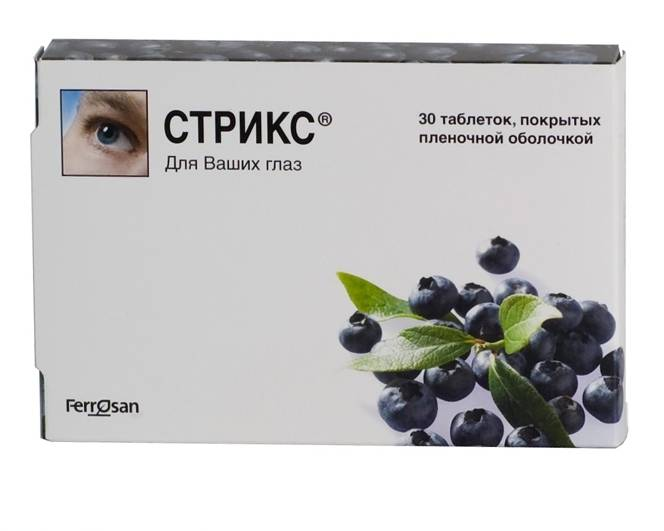 СТРИКС®
Для Ваших глаз
30 таблеток, покрытых
пленочной оболочкой
Ferrosan